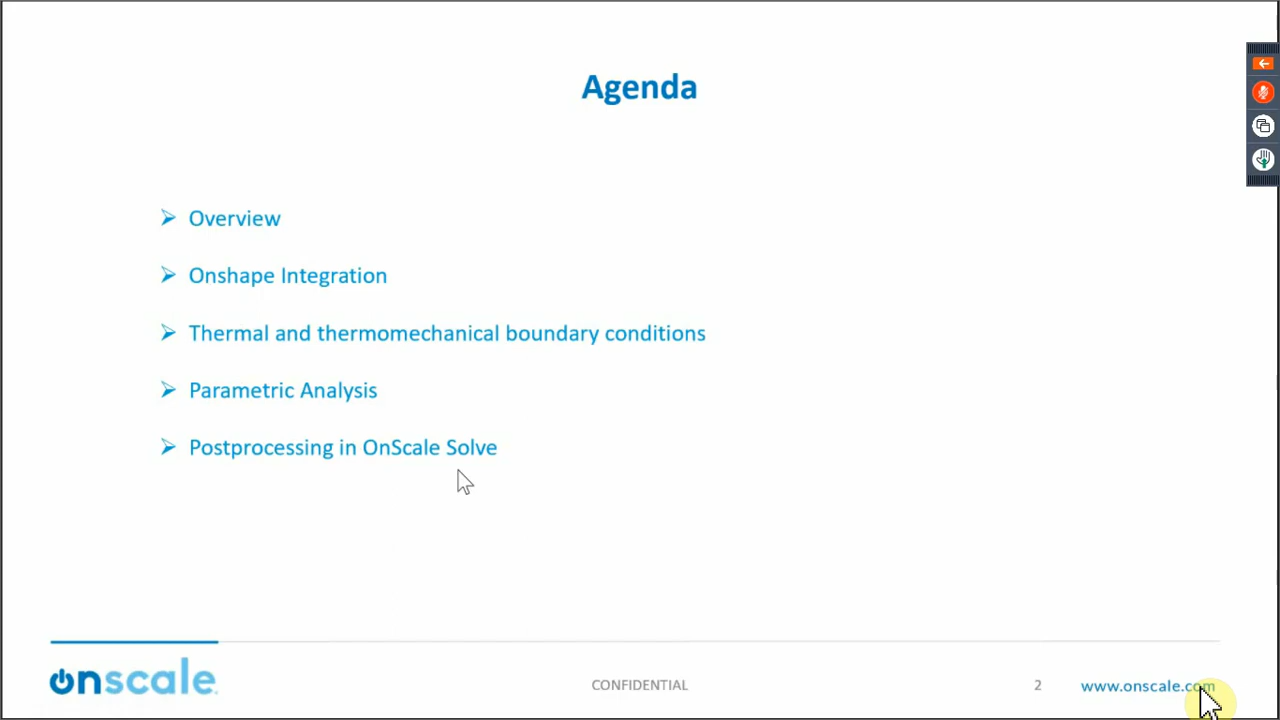 Agenda
Overview
Onshape Integration
Thermal and thermomechanical boundary conditions
Parametric Analysis
Postprocessing in OnScale Solve
onscale
CONFIDENTIAL
2
www.onscale.com